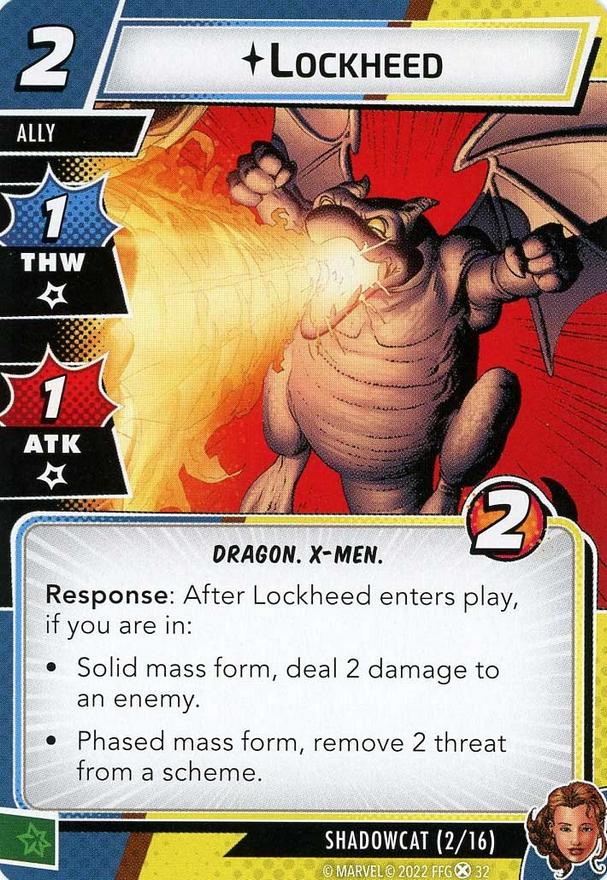 2
LOCKHEED
ALLY
1
THW
1
ATK
2
DRAGON. X-MEN.
Response: After Lockheed enters play,
if you are in:
• Solid mass form, deal 2 damage to
an enemy.
• Phased mass form, remove 2 threat
from a scheme.
SHADOWCAT (2/16)
© MARVEL © 2022 FFG 32